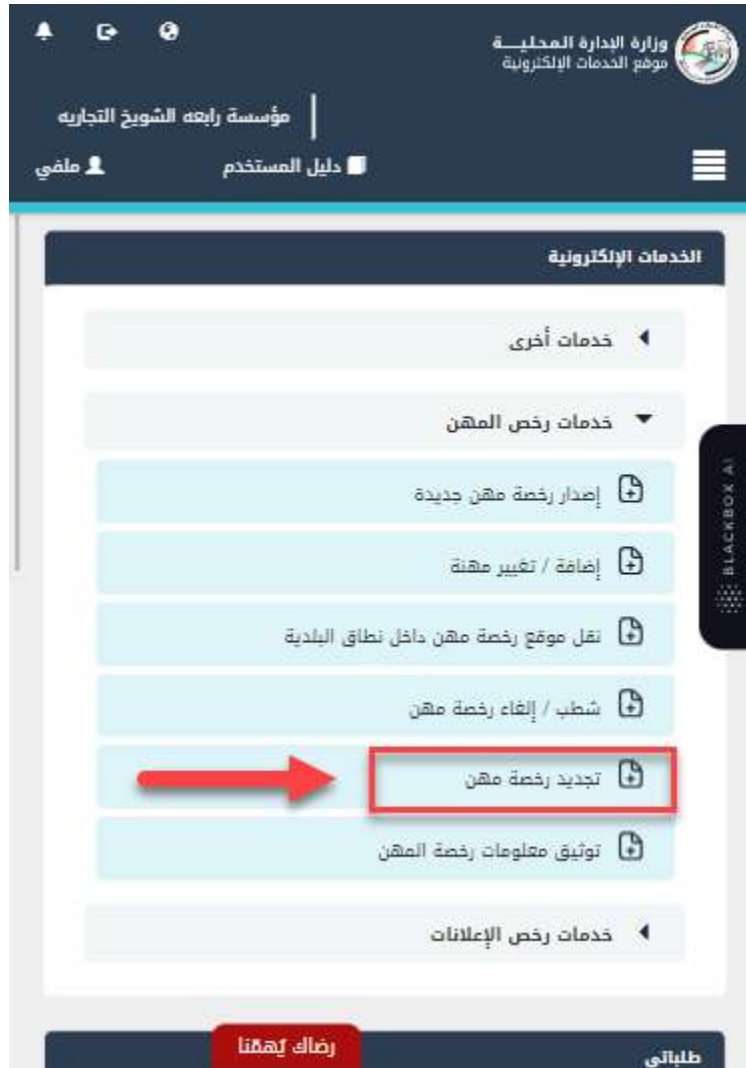 وزارة الإدارة المحليـــة
موقع الخدمات الإلكترونية
مؤسسة رابعه الشويخ التجاريه
دليل المستخدم
ملفي
الخدمات الإلكترونية
خدمات أخرى
خدمات رخص المهن
إصدار رخصة مهن جديدة
إضافة / تغيير مهنة
نقل موقع رخصة مهن داخل نطاق البلدية
شطب / إلغاء رخصة مهن
تجديد رخصة مهن
توثيق معلومات رخصة المهن
خدمات رخص الإعلانات
BLACKBOX AI
رضاك يُهمّنا
طلباتي